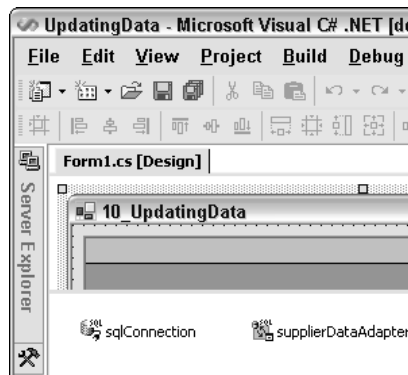 UpdatingData - Microsoft Visual C# .NET [de
File Edit View Project Build Debug
Form1.cs [Design]
Server Explorer
10_UpdatingData
sqlConnection
supplierDataAdapter